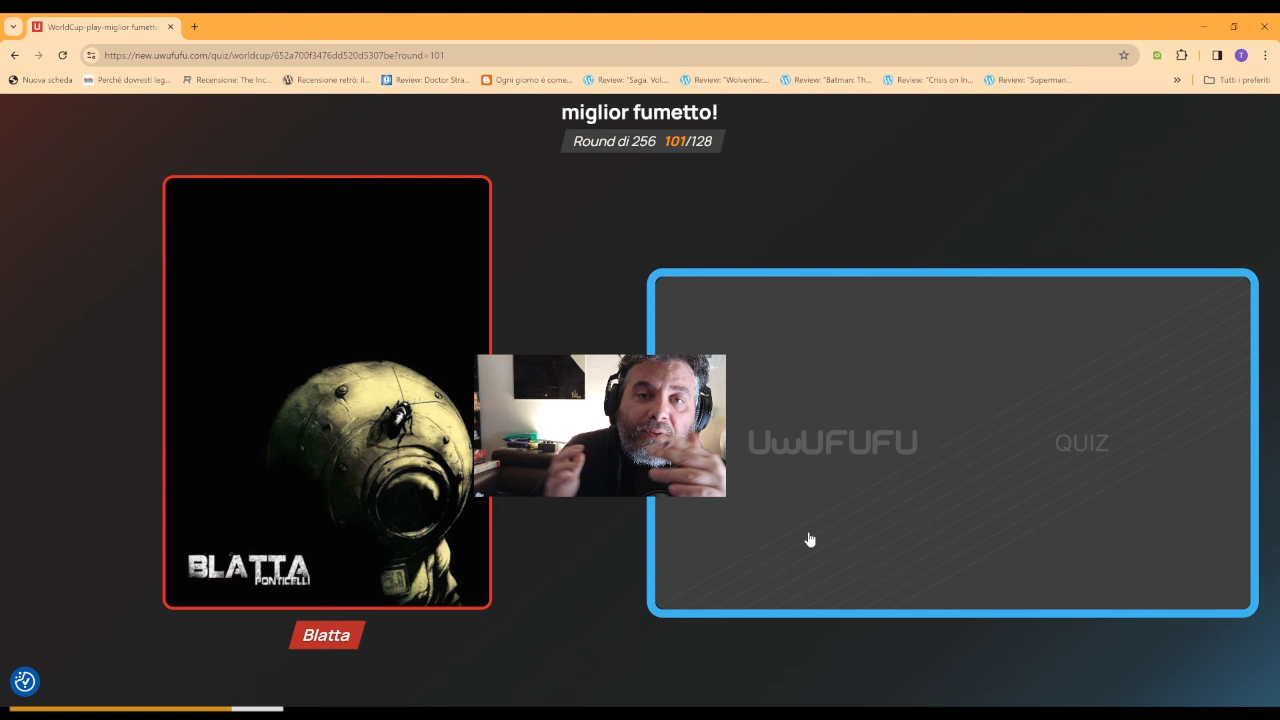 WorldCup-play-miglior fumetto
https://new.uwufufu.com/quiz/worldcup/652a700f3476dd520d5307be?round=101
T
Nuova scheda
Perché dovresti leg...
Recensione: The Inc...
Recensione retrò: il...
Review: Doctor Stra...
Ogni giorno è come...
Review: "Saga. Vol....
Review: "Wolverine:...
Review: "Batman: Th...
Review: "Crisis on In...
Review: "Superman...
»
Tutti i preferiti
miglior fumetto!
Round di 256 101/128
UwUFUFU
QUIZ
BLATTA
PONTICELLI
Blatta